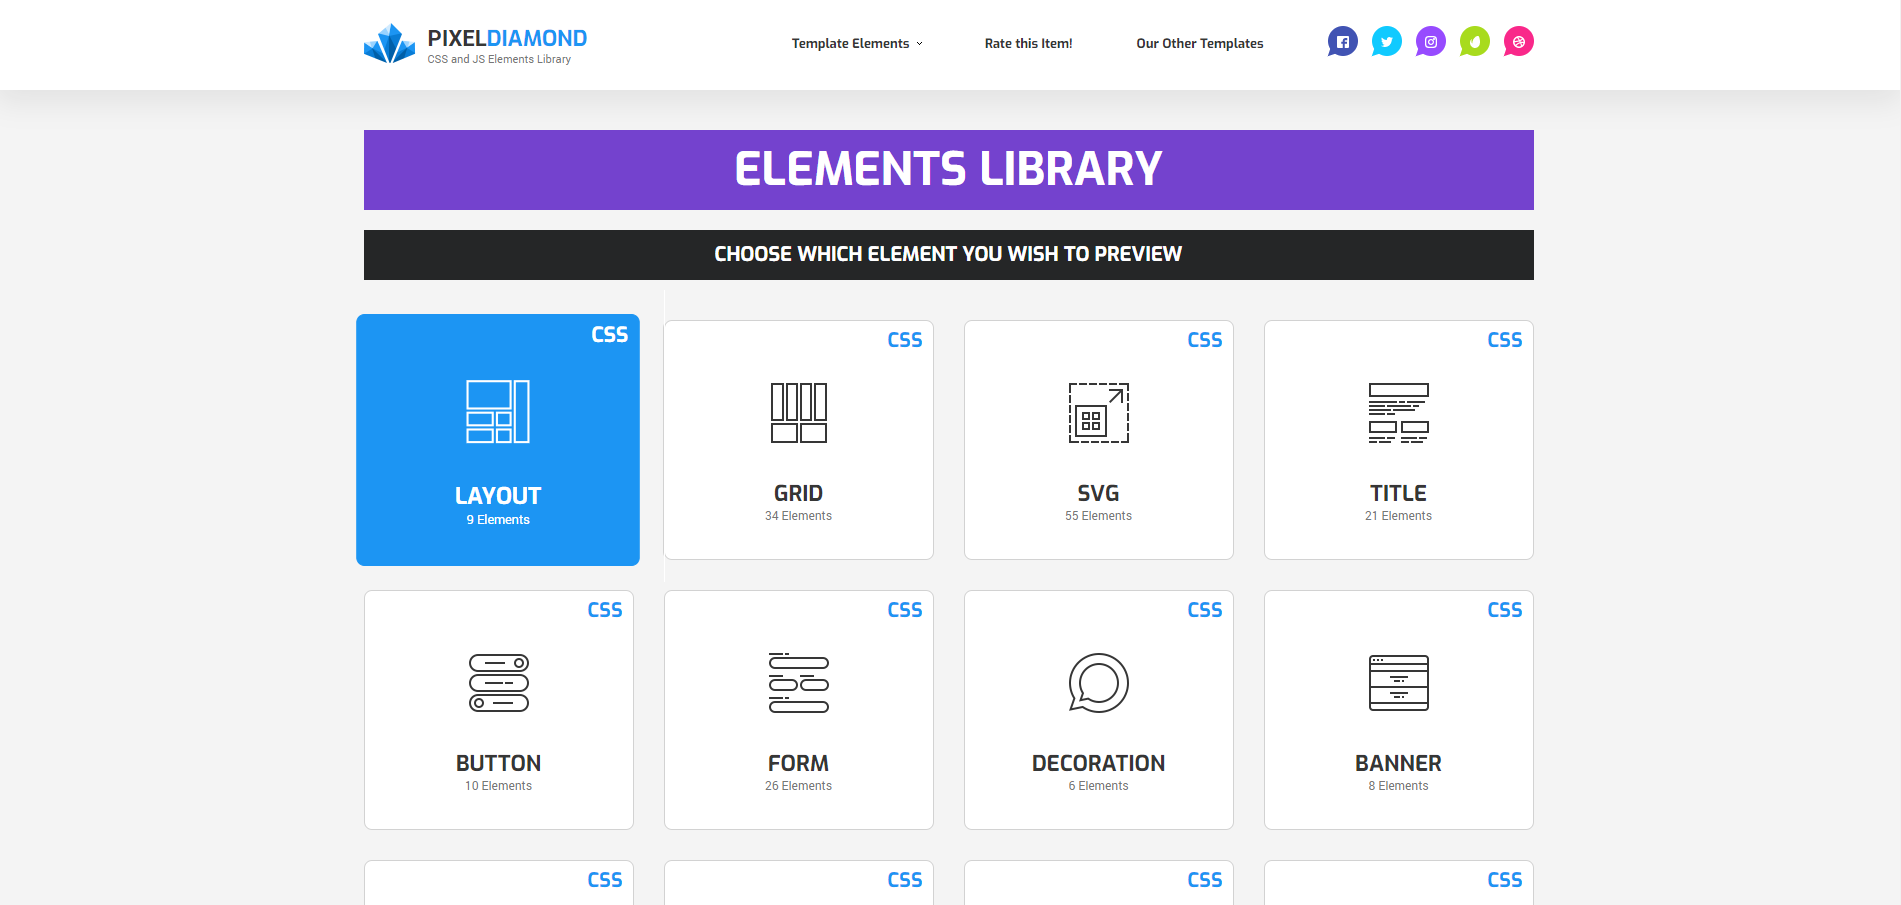 PIXELDIAMOND
CSS and JS Elements Library
Template Elements
Rate this Item!
Our Other Templates
ELEMENTS LIBRARY
CHOOSE WHICH ELEMENT YOU WISH TO PREVIEW
CSS
LAYOUT
9 Elements
CSS
GRID
34 Elements
CSS
SVG
55 Elements
CSS
TITLE
21 Elements
CSS
BUTTON
10 Elements
CSS
FORM
26 Elements
CSS
DECORATION
6 Elements
CSS
BANNER
8 Elements
CSS
CSS
CSS
CSS